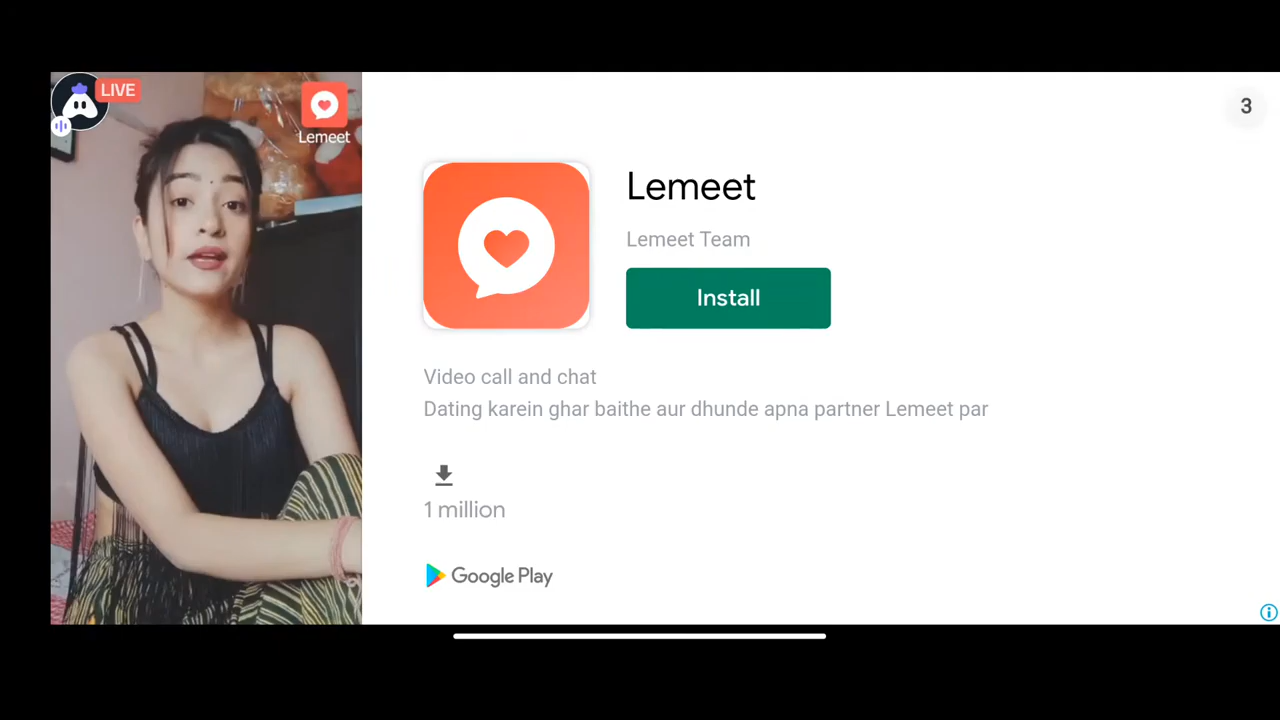 LIVE
Lemeet
3
Lemeet
Lemeet Team
Install
Video call and chat
Dating karein ghar baithe aur dhunde apna partner Lemeet par
1 million
Google Play